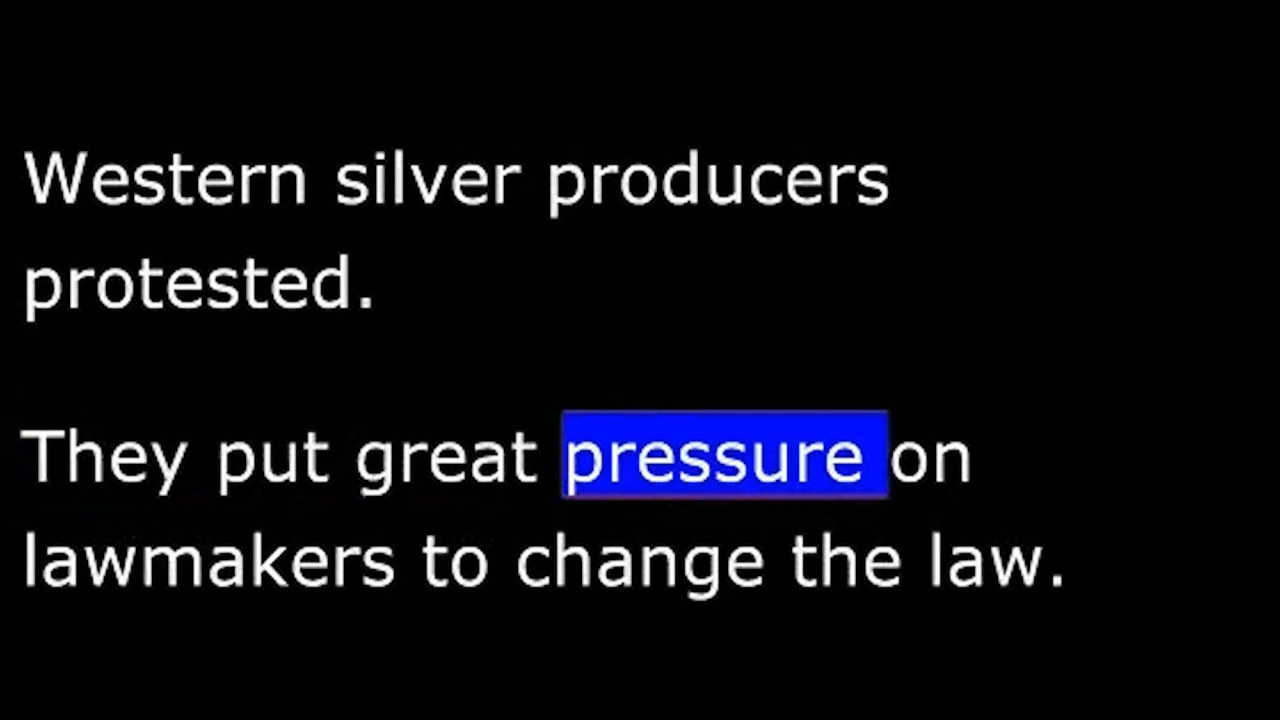 Western silver producers
protested.
They put great pressure on
lawmakers to change the law.